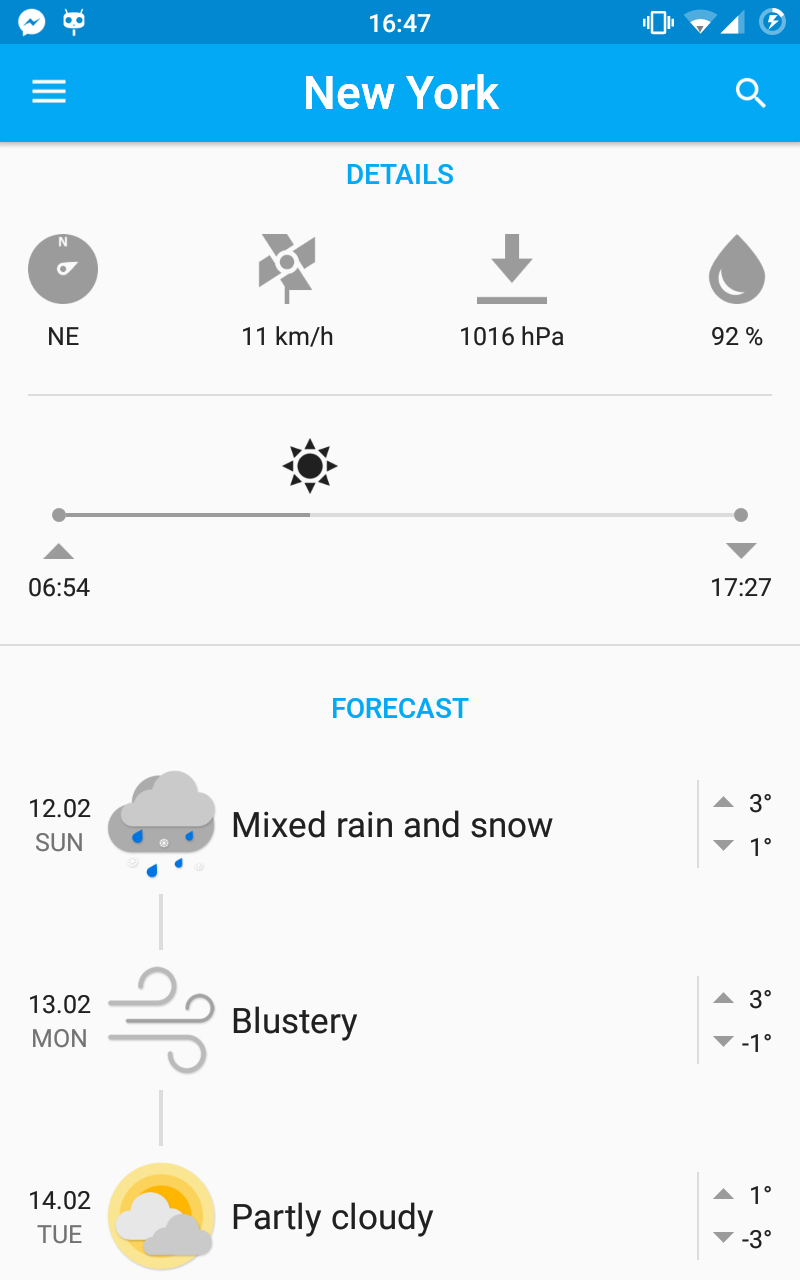 16:47
New York
DETAILS
N
NE
11 km/h
1016 hPa
92 %
06:54
17:27
FORECAST
12.02
SUN
Mixed rain and snow
3°
1°
13.02
MON
Blustery
3°
-1°
14.02
TUE
Partly cloudy
1°
-3°